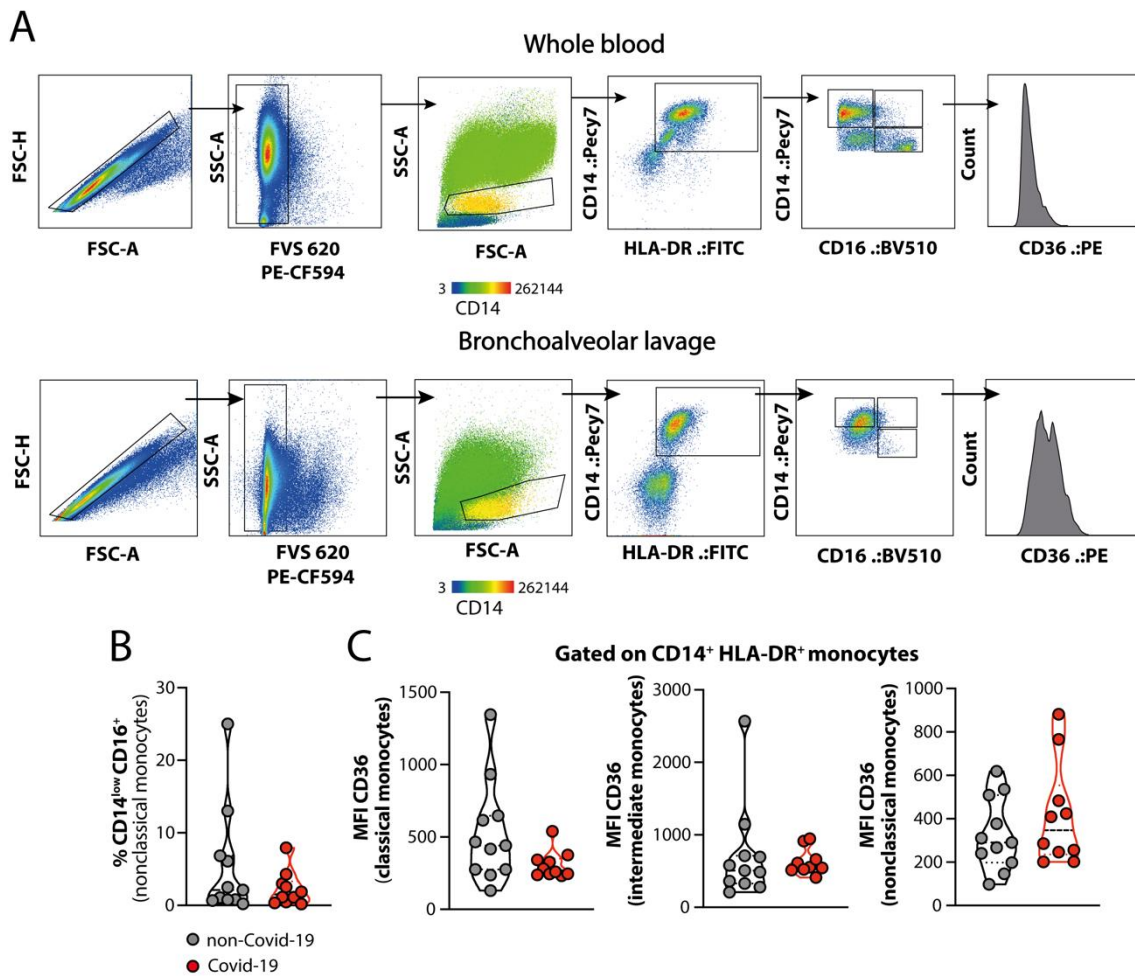 A
Whole blood
FSC-H
FSC-A
SSC-A
FVS 620
PE-CF594
SSC-A
FSC-A
3 262144
CD14
CD14 .:Pecy7
HLA-DR .:FITC
CD14 .:Pecy7
CD16 .:BV510
Count
CD36 .:PE
Bronchoalveolar lavage
FSC-H
FSC-A
SSC-A
FVS 620
PE-CF594
SSC-A
FSC-A
3 262144
CD14
CD14 .:Pecy7
HLA-DR .:FITC
CD14 .:Pecy7
CD16 .:BV510
Count
CD36 .:PE
B
% CD14low CD16+
(nonclassical monocytes)
30
20
10
0
non-Covid-19
Covid-19
C
Gated on CD14+ HLA-DR+ monocytes
MFI CD36
(classical monocytes)
1500
1000
500
0
MFI CD36
(intermediate monocytes)
3000
2000
1000
0
MFI CD36
(nonclassical monocytes)
1000
800
600
400
200
0